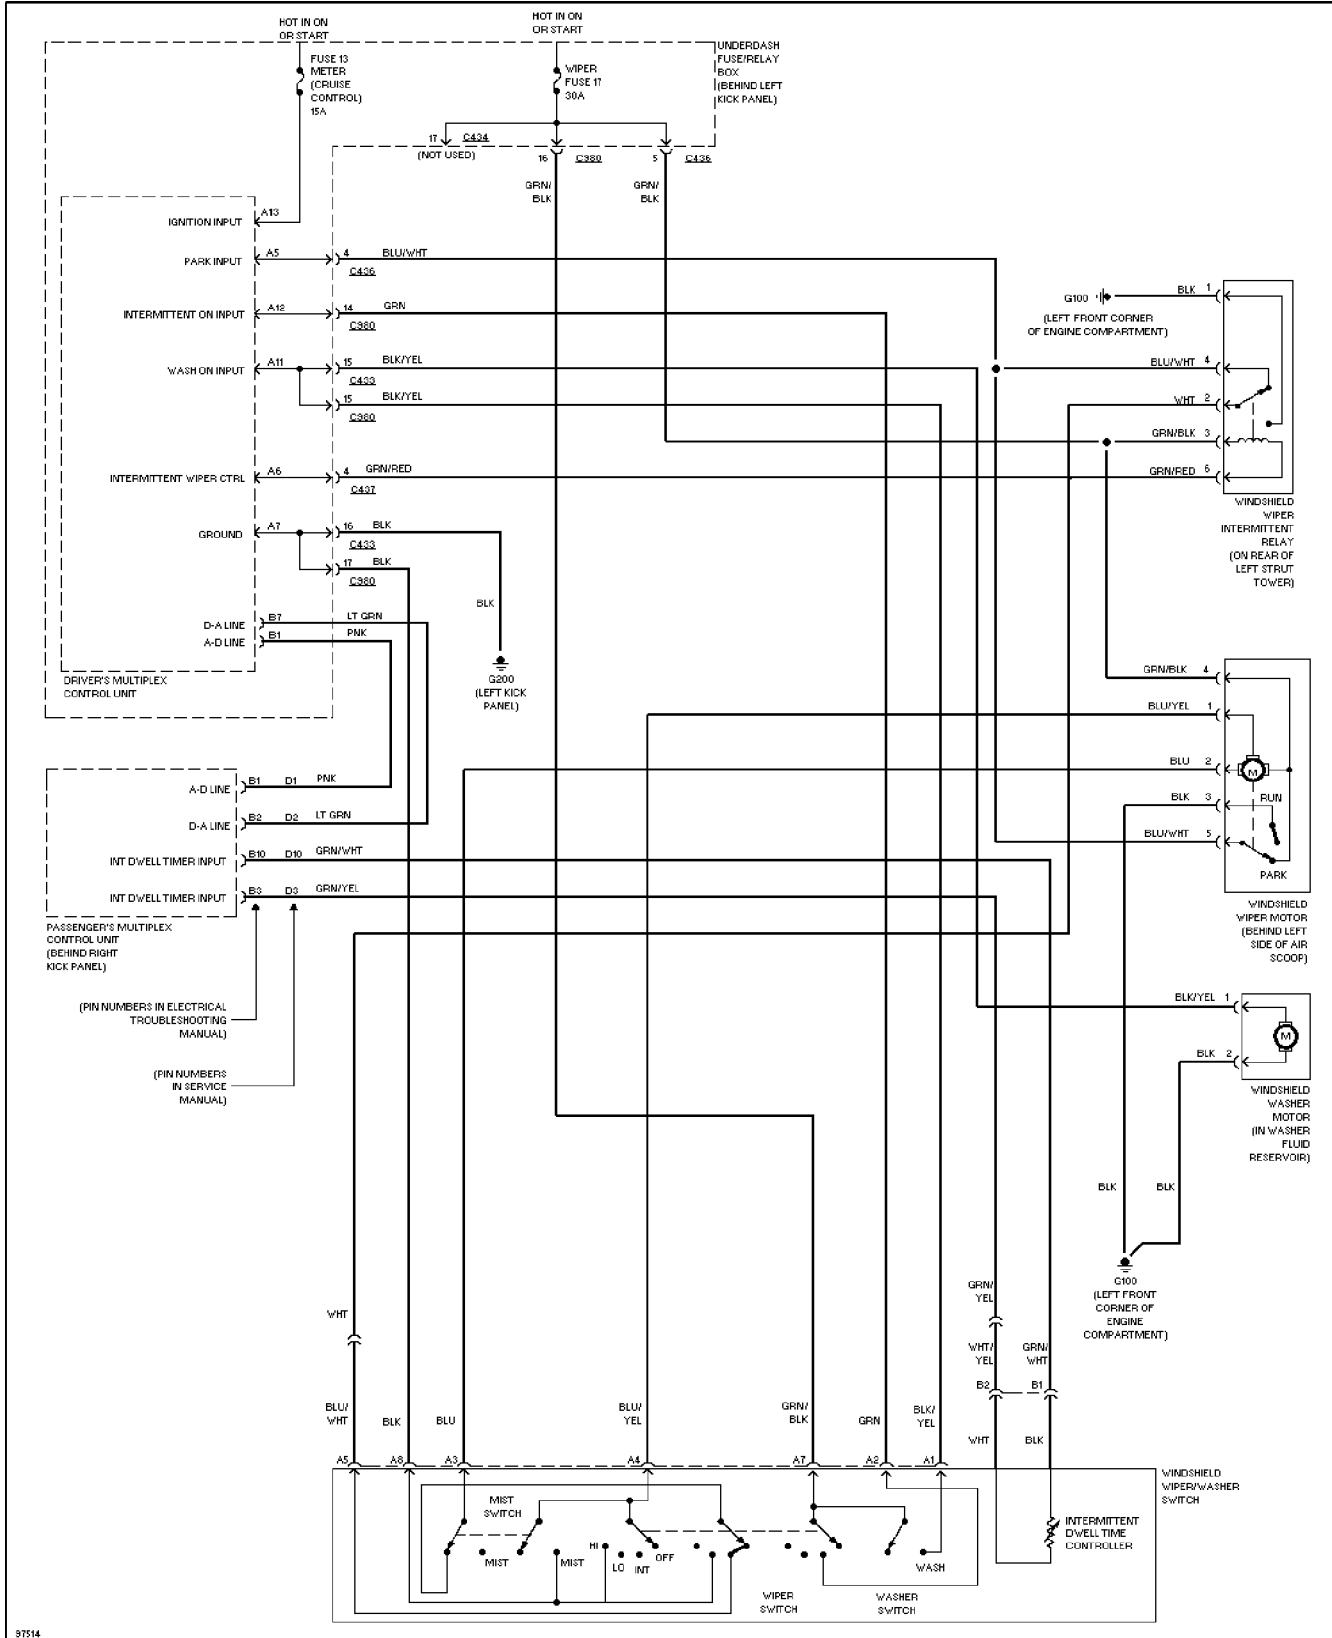 HOT IN ON
OR START
HOT IN ON
OR START
FUSE 13
METER
(CRUISE
CONTROL)
15A
WIPER
FUSE 17
30A
UNDERDASH
FUSE/RELAY
BOX
(BEHIND LEFT
KICK PANEL)
17 C434
(NOT USED)
16 C980
5 C436
GRN/
BLK
GRN/
BLK
IGNITION INPUT A13
PARK INPUT A5 4 BLU/WHT
C436
INTERMITTENT ON INPUT A12 14 GRN
C980
WASH ON INPUT A11 15 BLK/YEL
C433
15 BLK/YEL
C980
INTERMITTENT WIPER CTRL A6 4 GRN/RED
C437
GROUND A7 16 BLK
C433
17 BLK
C980
BLK
G200
(LEFT KICK
PANEL)
D-A LINE B7 LT GRN
A-D LINE B1 PNK
DRIVER'S MULTIPLEX
CONTROL UNIT
G100
(LEFT FRONT CORNER
OF ENGINE COMPARTMENT)
BLK 1
BLU/WHT 4
WHT 2
GRN/BLK 3
GRN/RED 6
WINDSHIELD
WIPER
INTERMITTENT
RELAY
(ON REAR OF
LEFT STRUT
TOWER)
GRN/BLK 4
BLU/YEL 1
BLU 2
M
BLK 3
RUN
BLU/WHT 5
PARK
WINDSHIELD
WIPER MOTOR
(BEHIND LEFT
SIDE OF AIR
SCOOP)
A-D LINE B1 D1 PNK
D-A LINE B2 D2 LT GRN
INT DWELL TIMER INPUT B10 D10 GRN/WHT
INT DWELL TIMER INPUT B3 D3 GRN/YEL
PASSENGER'S MULTIPLEX
CONTROL UNIT
(BEHIND RIGHT
KICK PANEL)
(PIN NUMBERS IN ELECTRICAL
TROUBLESHOOTING
MANUAL)
(PIN NUMBERS
IN SERVICE
MANUAL)
BLK/YEL 1
M
BLK 2
WINDSHIELD
WASHER
MOTOR
(IN WASHER
FLUID
RESERVOIR)
BLK
BLK
G100
(LEFT FRONT
CORNER OF
ENGINE
COMPARTMENT)
WHT
GRN/
YEL
WHT/
YEL
GRN/
WHT
B2 B1
BLU/
WHT
BLK
BLU
BLU/
YEL
GRN/
BLK
GRN
BLK/
YEL
WHT
BLK
A5 A8 A3 A4 A7 A2 A1
WINDSHIELD
WIPER/WASHER
SWITCH
MIST
SWITCH
MIST
MIST
HI
LO
INT
OFF
WASH
INTERMITTENT
DWELL TIME
CONTROLLER
WIPER
SWITCH
WASHER
SWITCH
97514